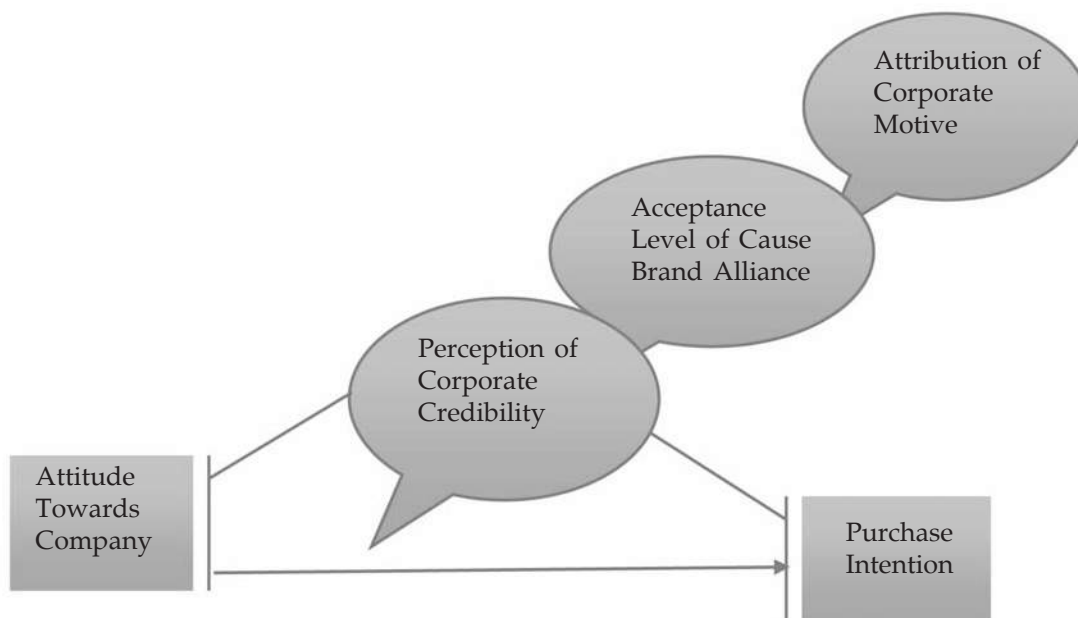 Attribution of
Corporate
Motive
Acceptance
Level of Cause
Brand Alliance
Perception of
Corporate
Credibility
Attitude
Towards
Company
Purchase
Intention